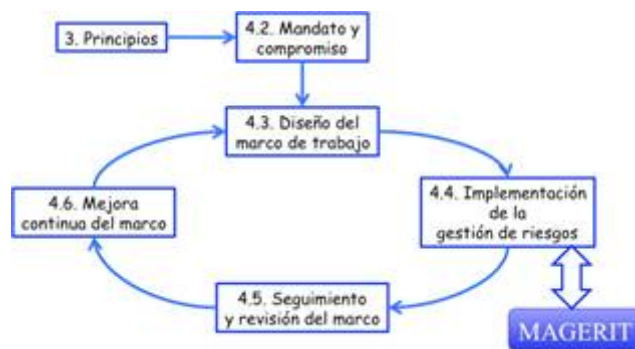 3. Principios
4.2. Mandato y
compromiso
4.3. Diseño del
marco de trabajo
4.6. Mejora
continua del marco
4.4. Implementación
de la
gestión de riesgos
4.5. Seguimiento
y revisión del marco
MAGERIT